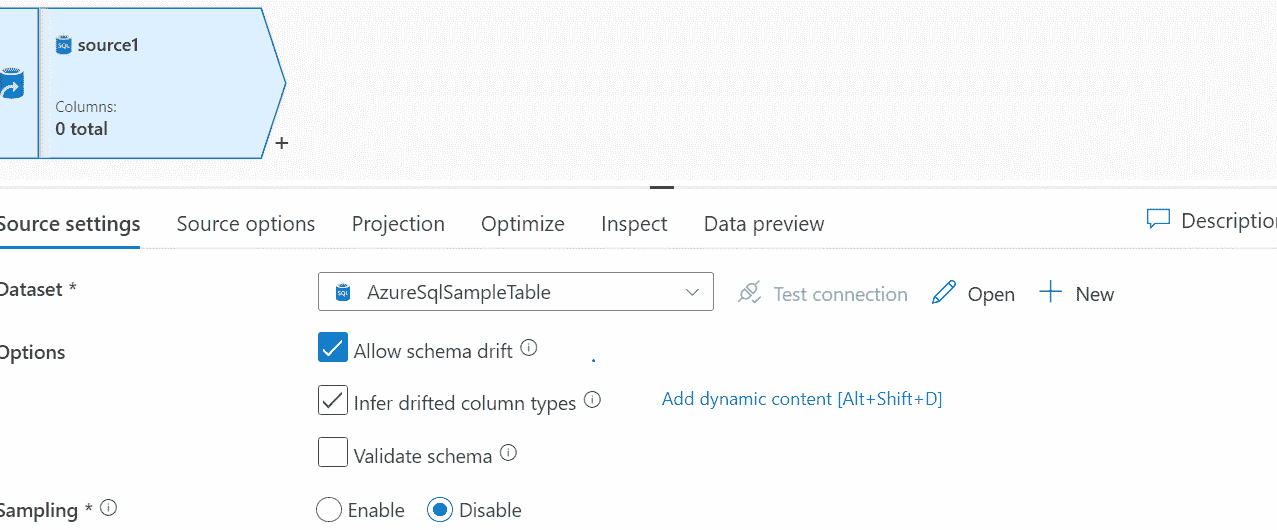 source1
Columns:
0 total
+
Source settings
Source options
Projection
Optimize
Inspect
Data preview
Description
Dataset *
AzureSqlSampleTable
Test connection
Open
New
Options
Allow schema drift
Infer drifted column types
Add dynamic content [Alt+Shift+D]
Validate schema
Sampling *
Enable
Disable